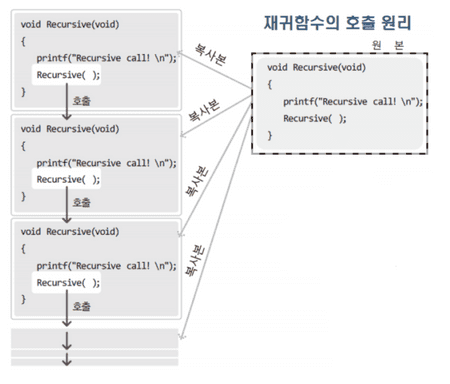 재귀함수의 호출 원리
원 본
void Recursive(void)
{
printf("Recursive call! \n");
Recursive( );
}
복사본
복사본
복사본
복사본
void Recursive(void)
{
printf("Recursive call! \n");
Recursive( );
}
호출
void Recursive(void)
{
printf("Recursive call! \n");
Recursive( );
}
호출
void Recursive(void)
{
printf("Recursive call! \n");
Recursive( );
}
호출